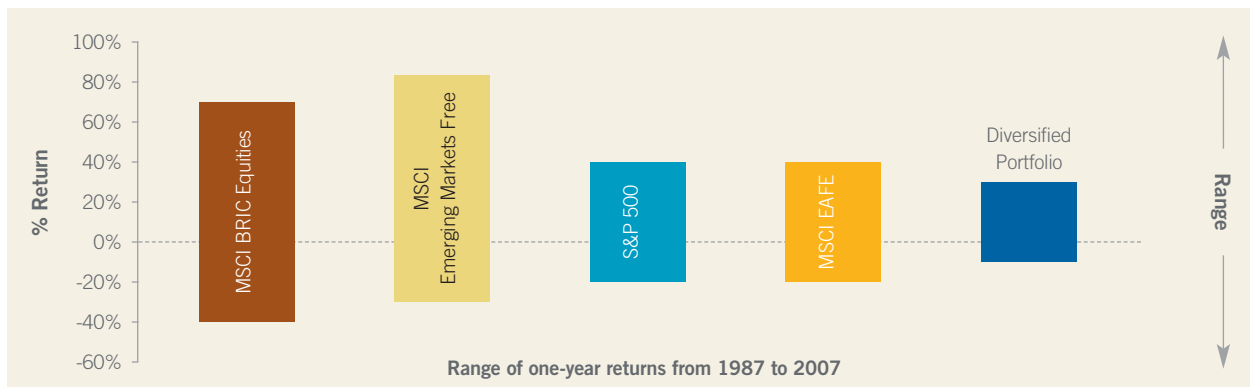 100%
80%
60%
40%
20%
0%
-20%
-40%
-60%
% Return
MSCI BRIC Equities
MSCI
Emerging Markets Free
S&P 500
MSCI EAFE
Diversified
Portfolio
Range
Range of one-year returns from 1987 to 2007